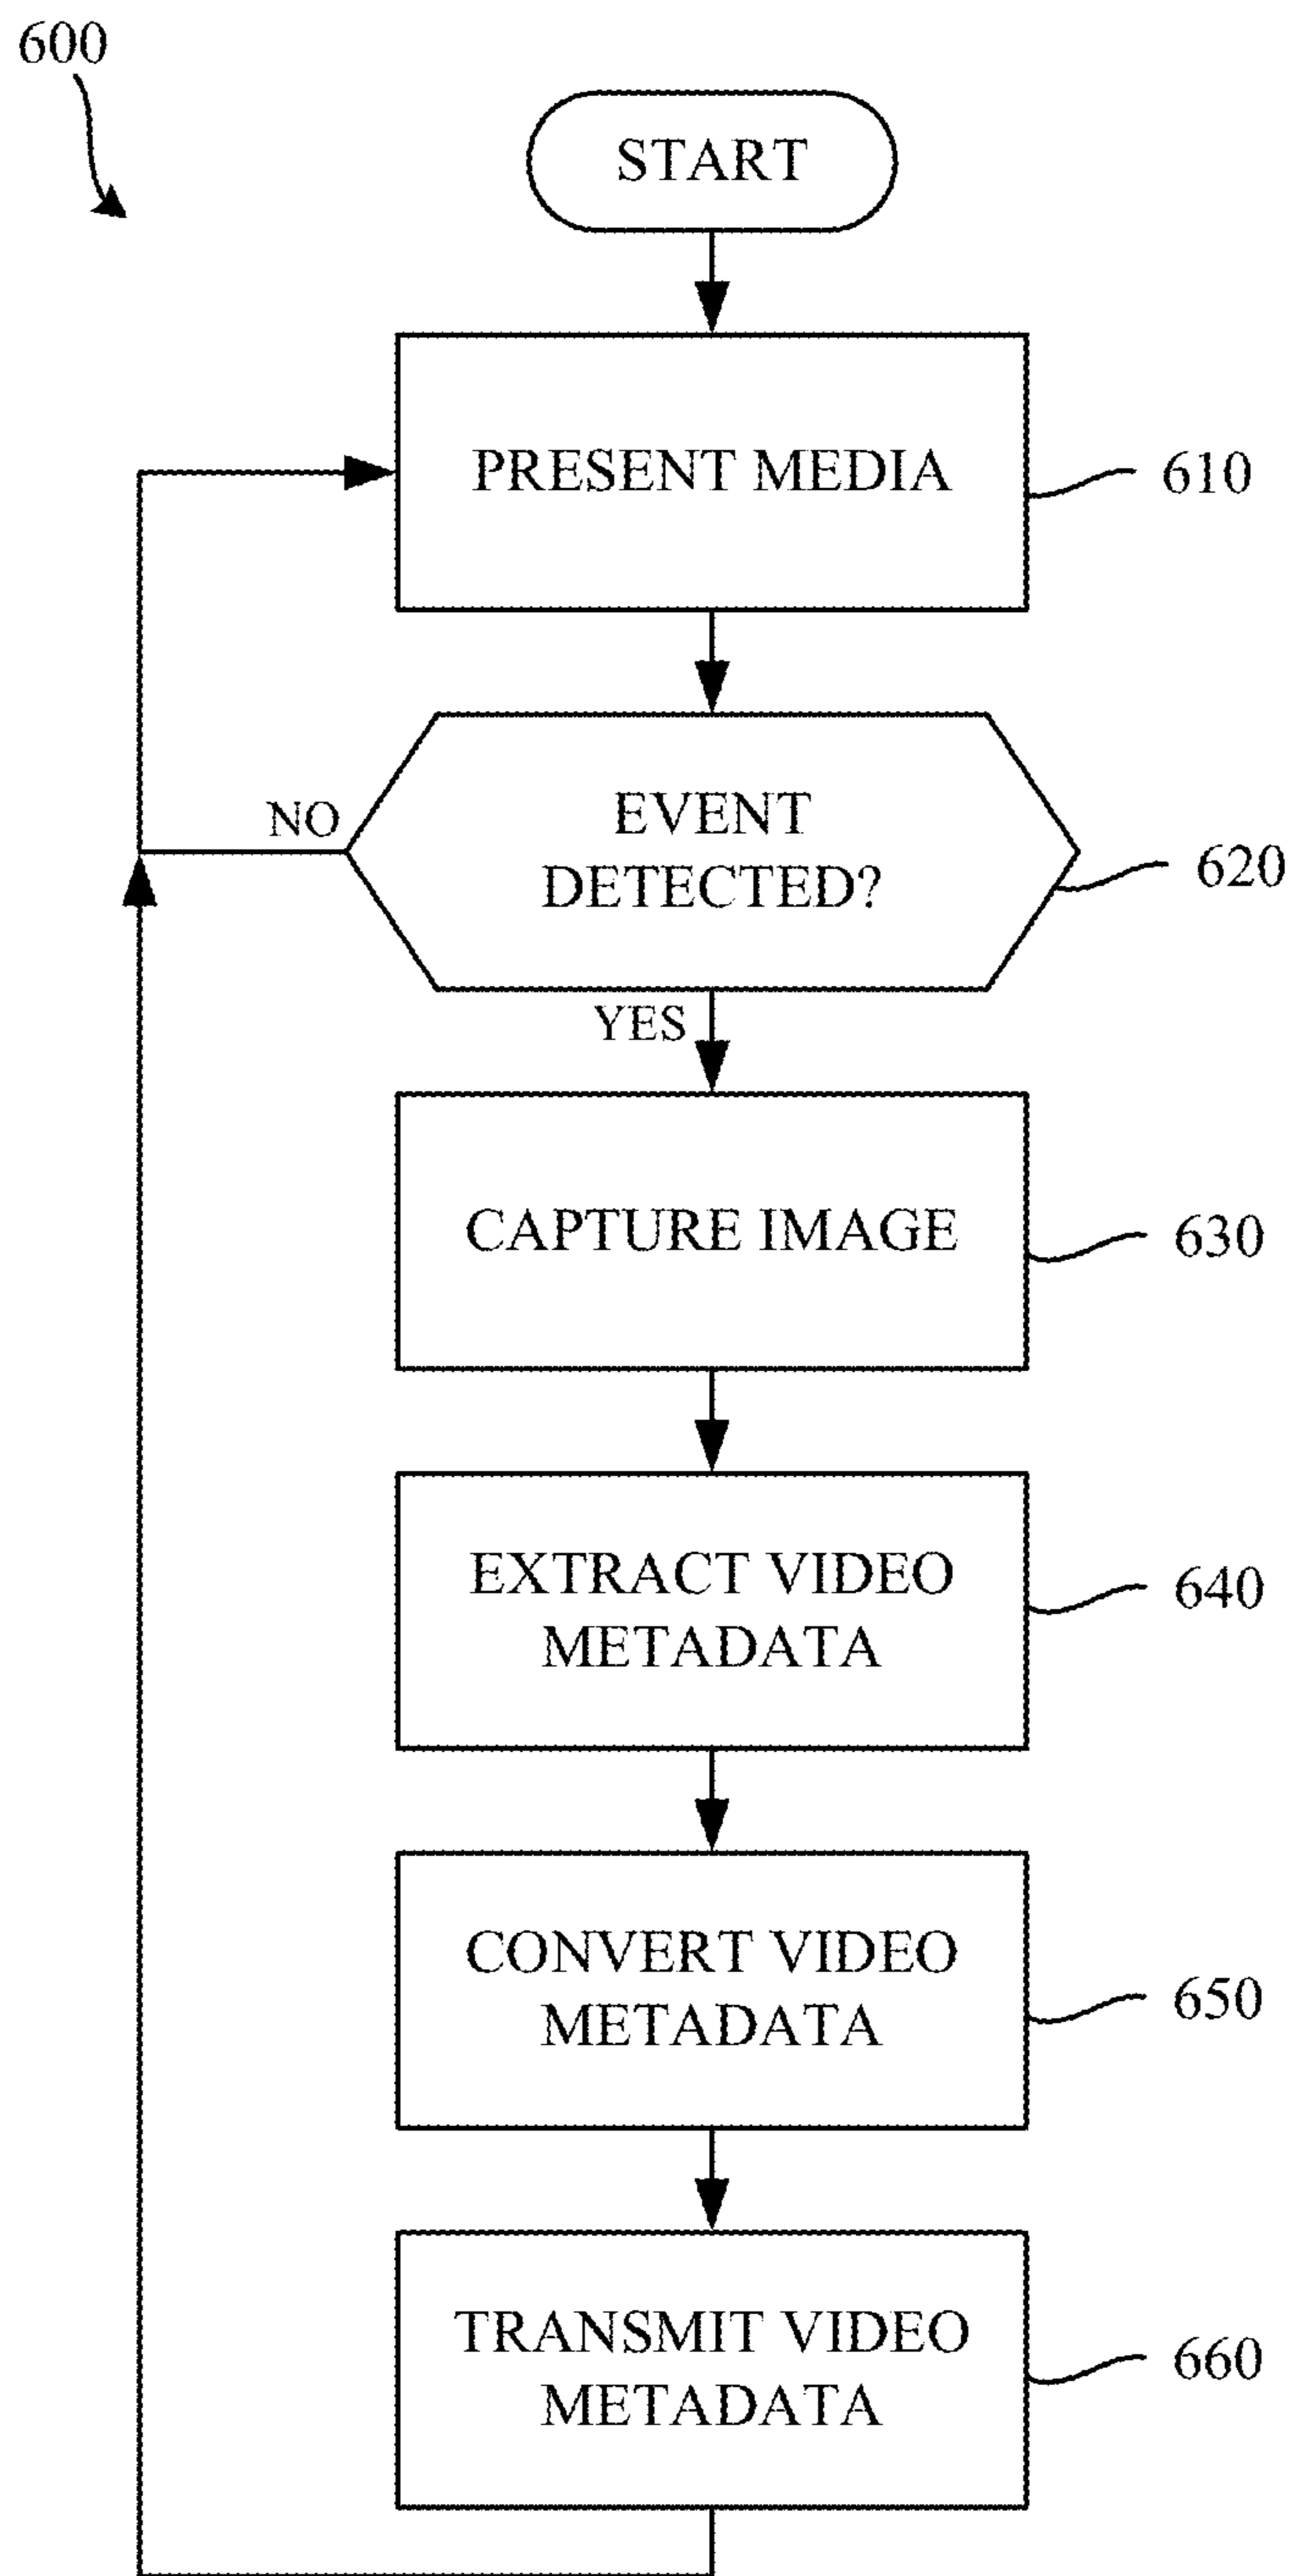 600
START
PRESENT MEDIA
610
EVENT
DETECTED?
NO
620
YES
CAPTURE IMAGE
630
EXTRACT VIDEO
METADATA
640
CONVERT VIDEO
METADATA
650
TRANSMIT VIDEO
METADATA
660